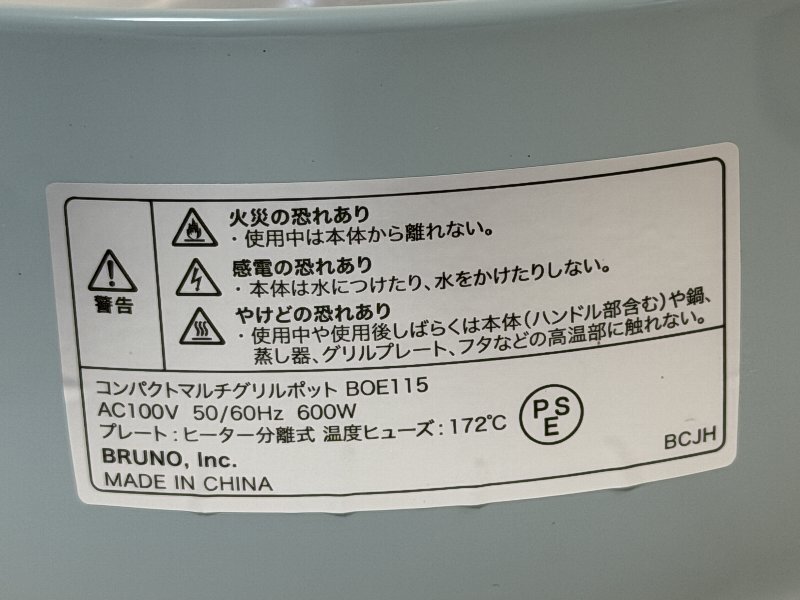 警告
火災の恐れあり
・使用中は本体から離れない。
感電の恐れあり
・本体は水につけたり、水をかけたりしない。
やけどの恐れあり
・使用中や使用後しばらくは本体(ハンドル部含む)や鍋、
蒸し器、グリルプレート、フタなどの高温部に触れない。
コンパクトマルチグリルポット BOE115
AC100V 50/60Hz 600W
プレート:ヒーター分離式 温度ヒューズ:172℃
PSE
BRUNO, Inc.
BCJH
MADE IN CHINA